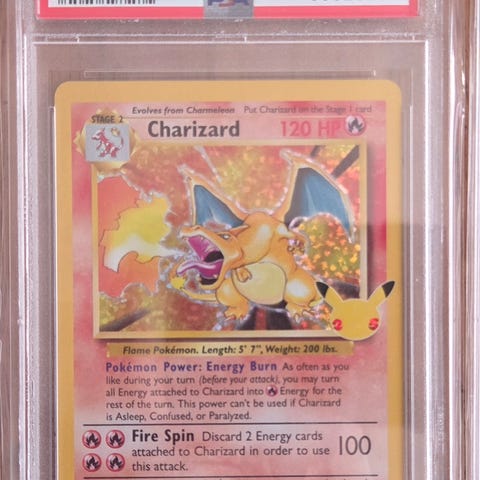 PSA
Evolves from Charmeleon Put Charizard on the Stage 1 card
STAGE 2
Charizard 120 HP
25
Flame Pokémon. Length: 5' 7", Weight: 200 lbs.
Pokémon Power: Energy Burn As often as you
like during your turn (before your attack), you may turn
all Energy attached to Charizard into Energy for the
rest of the turn. This power can't be used if Charizard
is Asleep, Confused, or Paralyzed.
Fire Spin Discard 2 Energy cards
attached to Charizard in order to use
this attack.
100